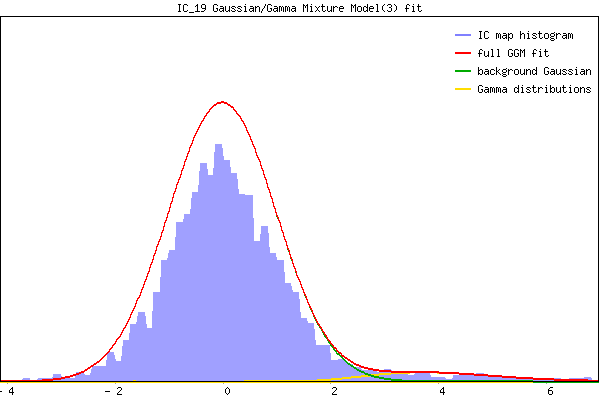 IC_19 Gaussian/Gamma Mixture Model(3) fit
IC map histogram
full GGM fit
background Gaussian
Gamma distributions
-4 -2 0 2 4 6